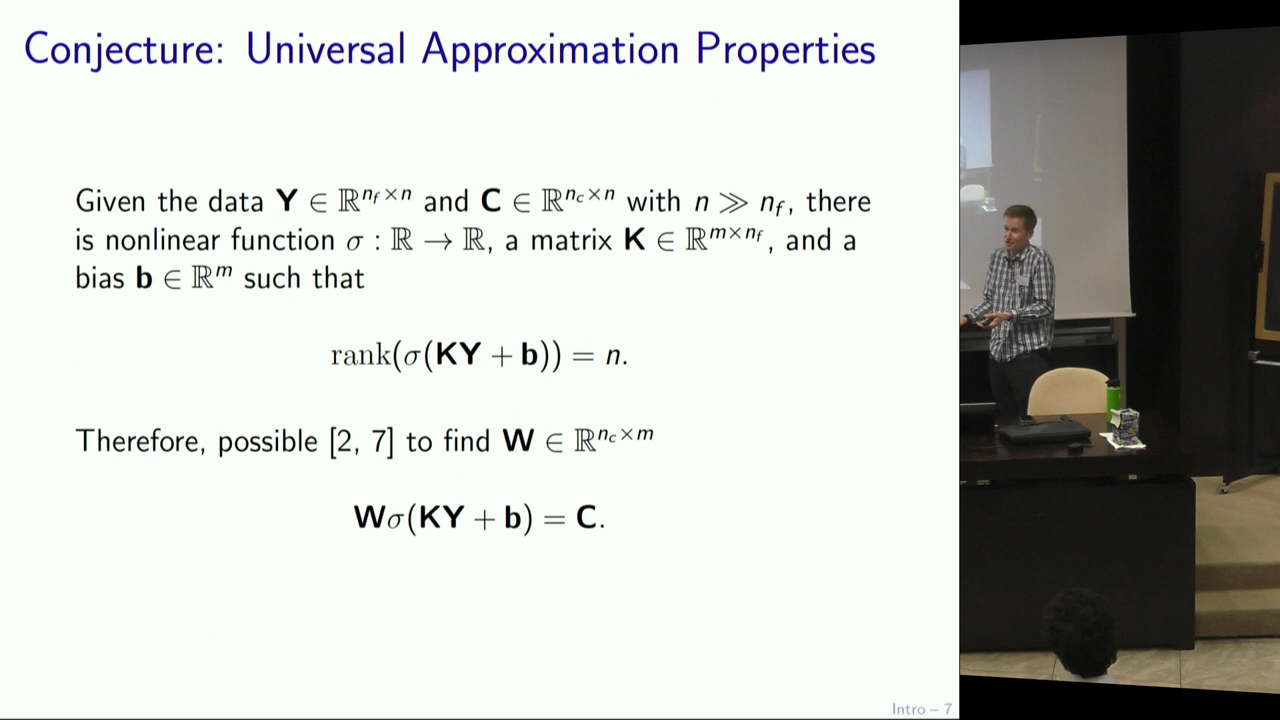 Conjecture: Universal Approximation Properties
Given the data Y ∈ ℝ^{n_f×n} and C ∈ ℝ^{n_c×n} with n ≫ n_f, there
is nonlinear function σ : ℝ → ℝ, a matrix K ∈ ℝ^{m×n_f}, and a
bias b ∈ ℝ^m such that
rank(σ(KY + b)) = n.
Therefore, possible [2, 7] to find W ∈ ℝ^{n_c×m}
Wσ(KY + b) = C.
Intro – 7